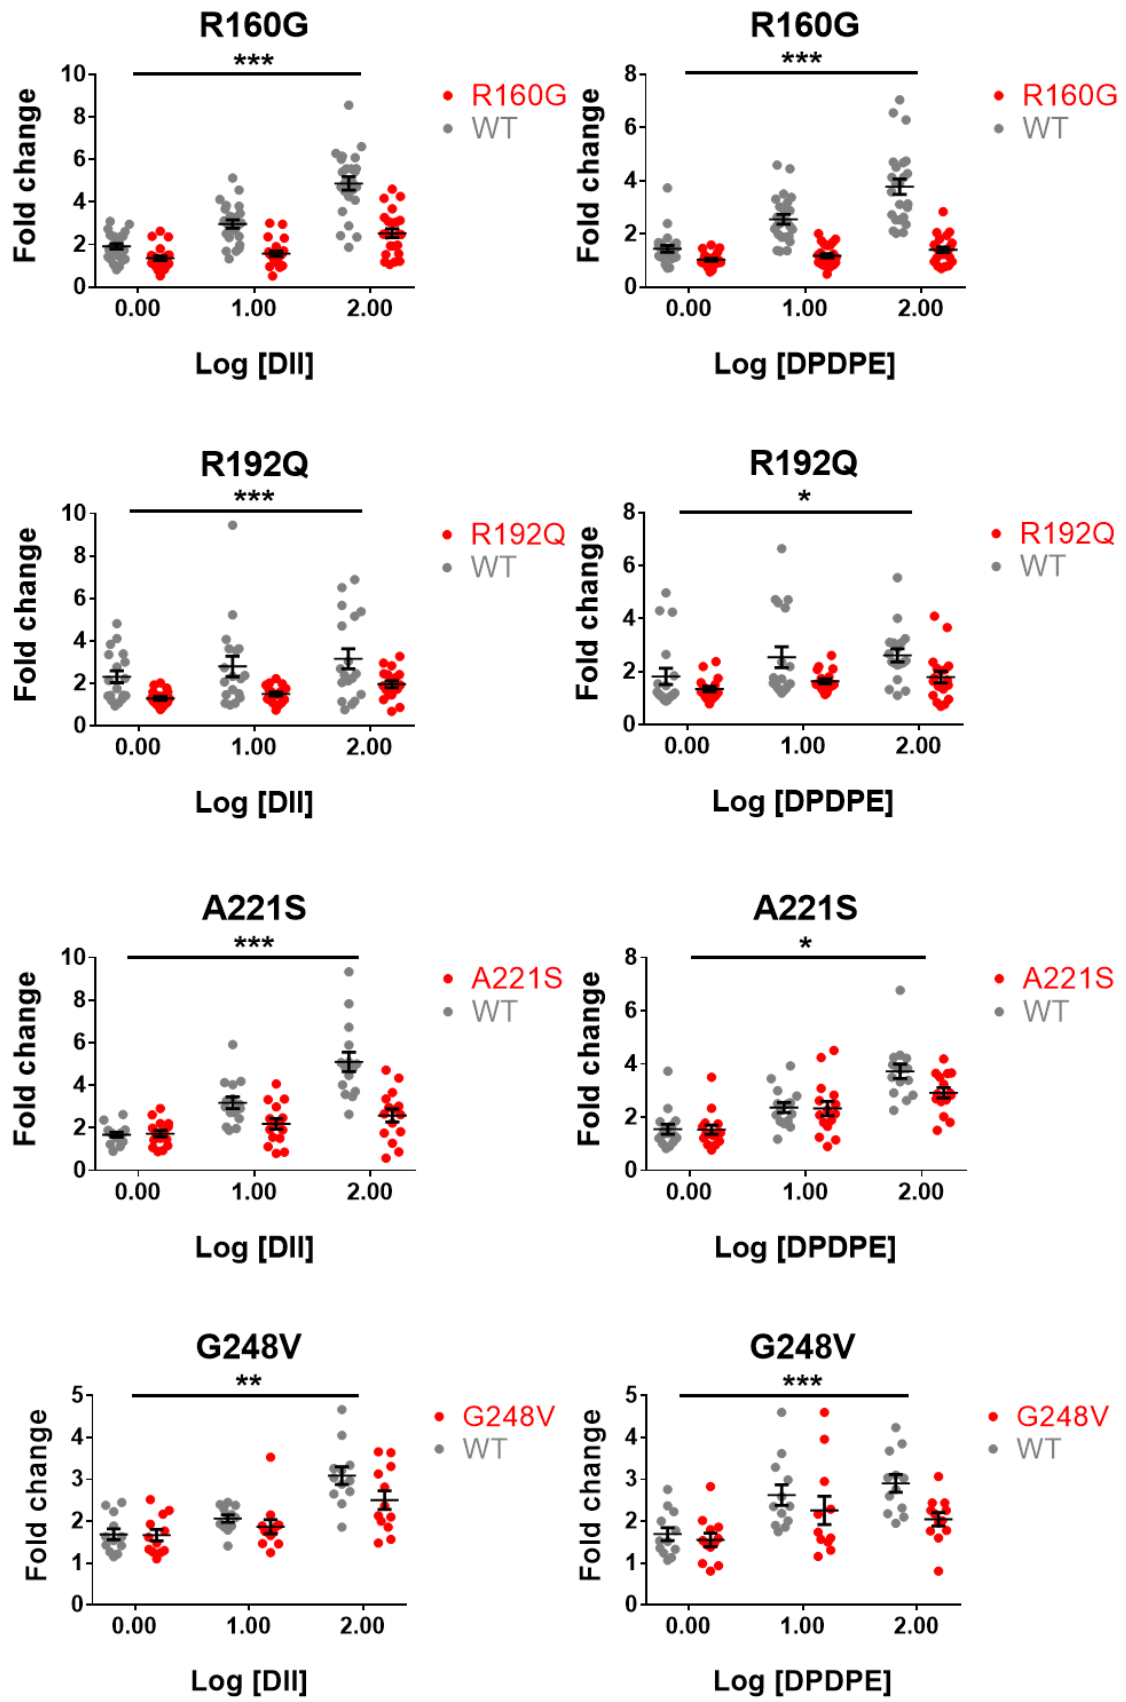 R160G
***
10
8
6
4
2
0
Fold change
0.00 1.00 2.00
Log [DII]
R160G
WT
R160G
***
8
6
4
2
0
Fold change
0.00 1.00 2.00
Log [DPDPE]
R160G
WT
R192Q
***
10
8
6
4
2
0
Fold change
0.00 1.00 2.00
Log [DII]
R192Q
WT
R192Q
*
8
6
4
2
0
Fold change
0.00 1.00 2.00
Log [DPDPE]
R192Q
WT
A221S
***
10
8
6
4
2
0
Fold change
0.00 1.00 2.00
Log [DII]
A221S
WT
A221S
*
8
6
4
2
0
Fold change
0.00 1.00 2.00
Log [DPDPE]
A221S
WT
G248V
**
5
4
3
2
1
0
Fold change
0.00 1.00 2.00
Log [DII]
G248V
WT
G248V
***
5
4
3
2
1
0
Fold change
0.00 1.00 2.00
Log [DPDPE]
G248V
WT